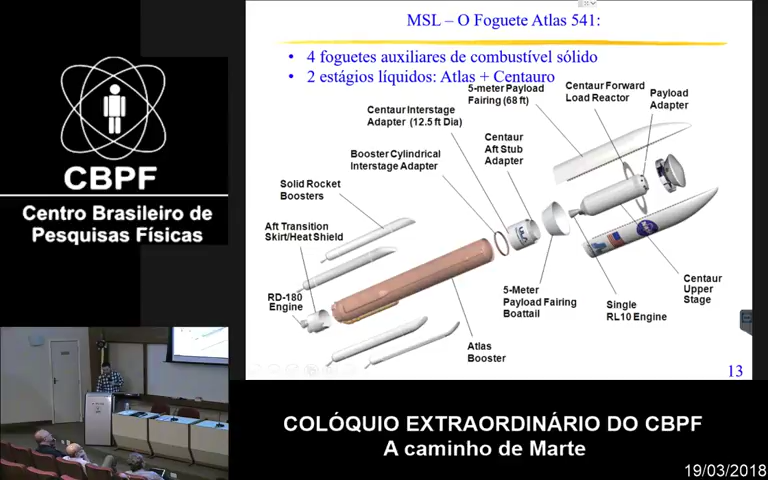 MSL – O Foguete Atlas 541:
• 4 foguetes auxiliares de combustível sólido
• 2 estágios líquidos: Atlas + Centauro
5-meter Payload
Fairing (68 ft)
Centaur Forward
Load Reactor
Payload
Adapter
Centaur Interstage
Adapter (12.5 ft Dia)
Centaur
Aft Stub
Adapter
Booster Cylindrical
Interstage Adapter
Solid Rocket
Boosters
Aft Transition
Skirt/Heat Shield
RD-180
Engine
5-Meter
Payload Fairing
Boattail
Single
RL10 Engine
Centaur
Upper
Stage
Atlas
Booster
ULA
NASA
13
CBPF
Centro Brasileiro de
Pesquisas Físicas
COLÓQUIO EXTRAORDINÁRIO DO CBPF
A caminho de Marte
19/03/2018